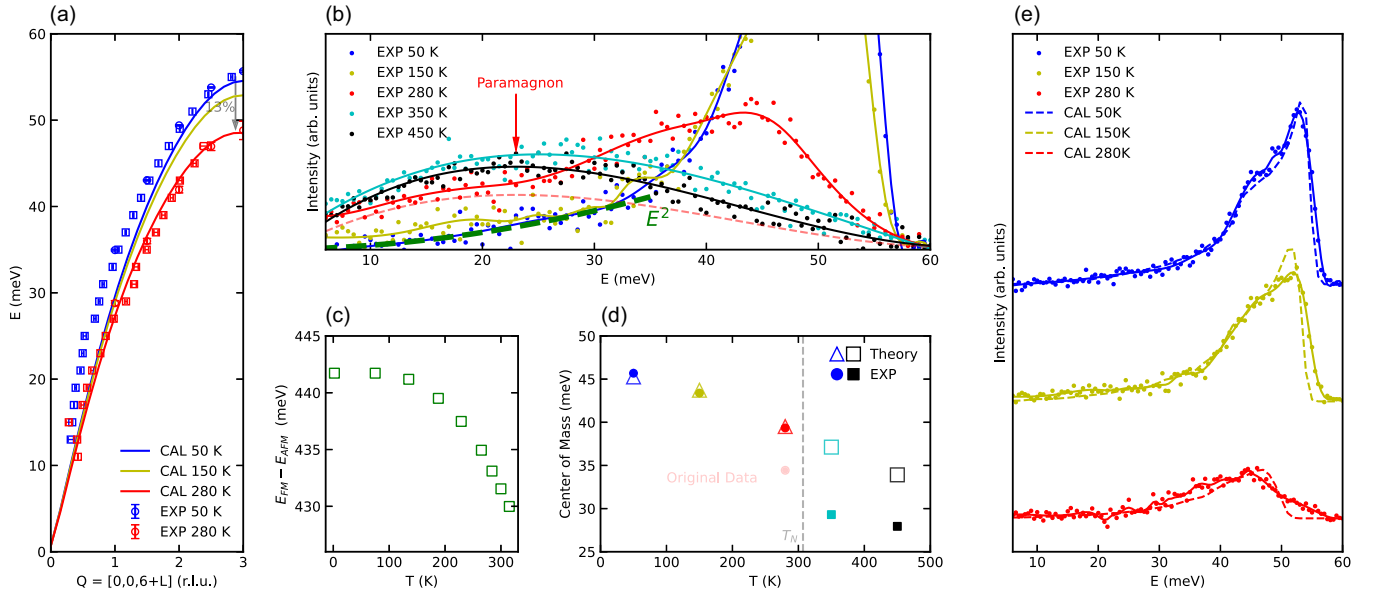 (a)
60
50
40
30
20
10
0
E (meV)
13%
CAL 50 K
CAL 150 K
CAL 280 K
EXP 50 K
EXP 280 K
0
1
2
3
Q = [0,0,6+L] (r.l.u.)
(b)
Intensity (arb. units)
EXP 50 K
EXP 150 K
EXP 280 K
EXP 350 K
EXP 450 K
Paramagnon
E²
10
20
30
40
50
60
E (meV)
(c)
445
440
435
430
E_FM − E_AFM
(meV)
0
100
200
300
T (K)
(d)
50
45
40
35
30
25
Center of Mass (meV)
Theory
EXP
Original Data
T_N
0
100
200
300
400
500
T (K)
(e)
Intensity (arb. units)
EXP 50 K
EXP 150 K
EXP 280 K
CAL 50K
CAL 150K
CAL 280K
10
20
30
40
50
60
E (meV)